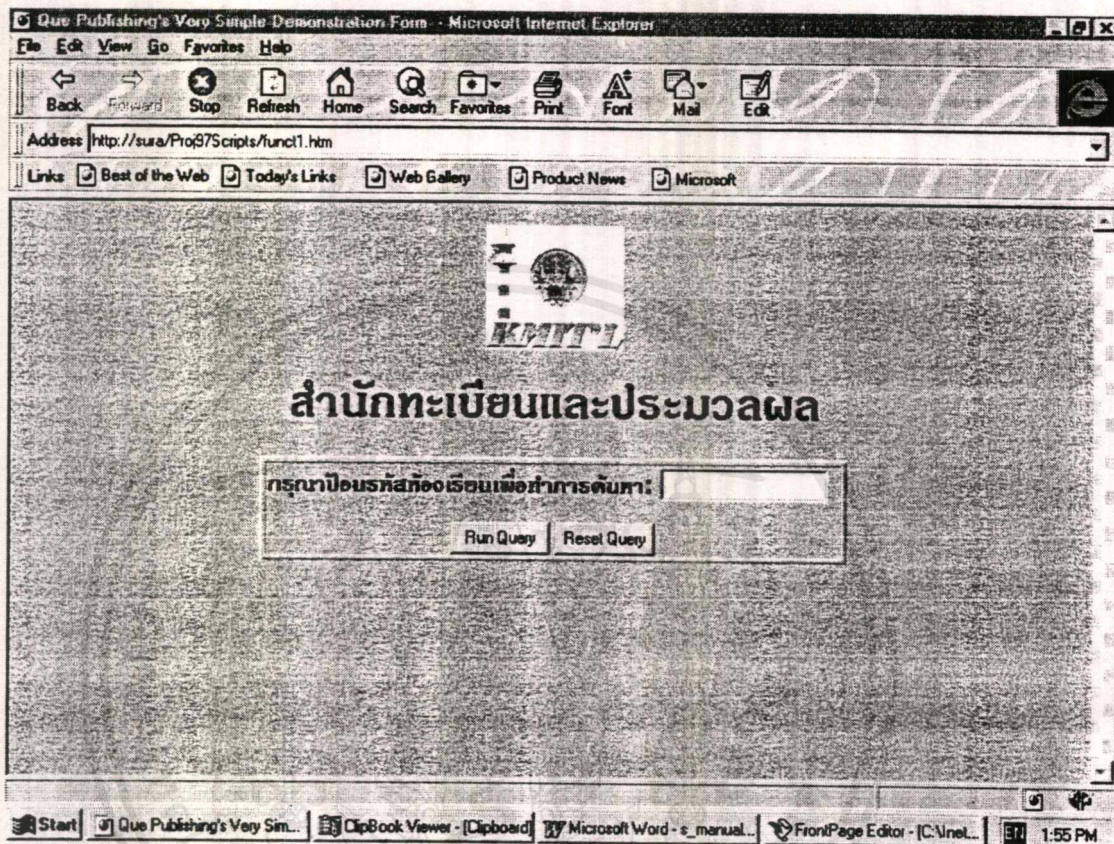 Que Publishing's Very Simple Demonstration Form - Microsoft Internet Explorer
File Edit View Go Favorites Help
Back Forward Stop Refresh Home Search Favorites Print Font Mail Edit
Address http://sura/Proj97Scripts/funct1.htm
Links Best of the Web Today's Links Web Gallery Product News Microsoft
KMITL
สำนักทะเบียนและประมวลผล
กรุณาป้อนรหัสห้องเรียนเพื่อทำการค้นหา:
Run Query Reset Query
Start Que Publishing's Very Sim... ClipBook Viewer - [Clipboard] Microsoft Word - s_manual... FrontPage Editor - [C:\Inet... EN 1:55 PM